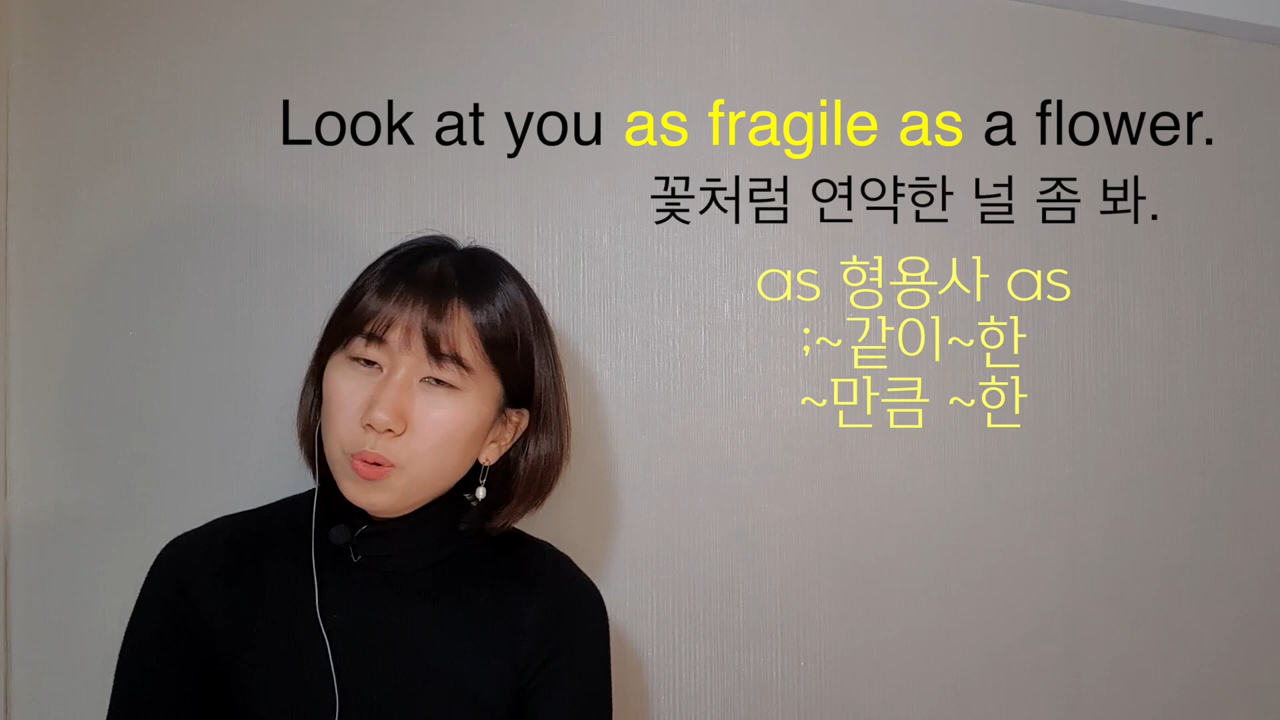 Look at you as fragile as a flower.
꽃처럼 연약한 널 좀 봐.
as 형용사 as
;~같이~한
~만큼 ~한